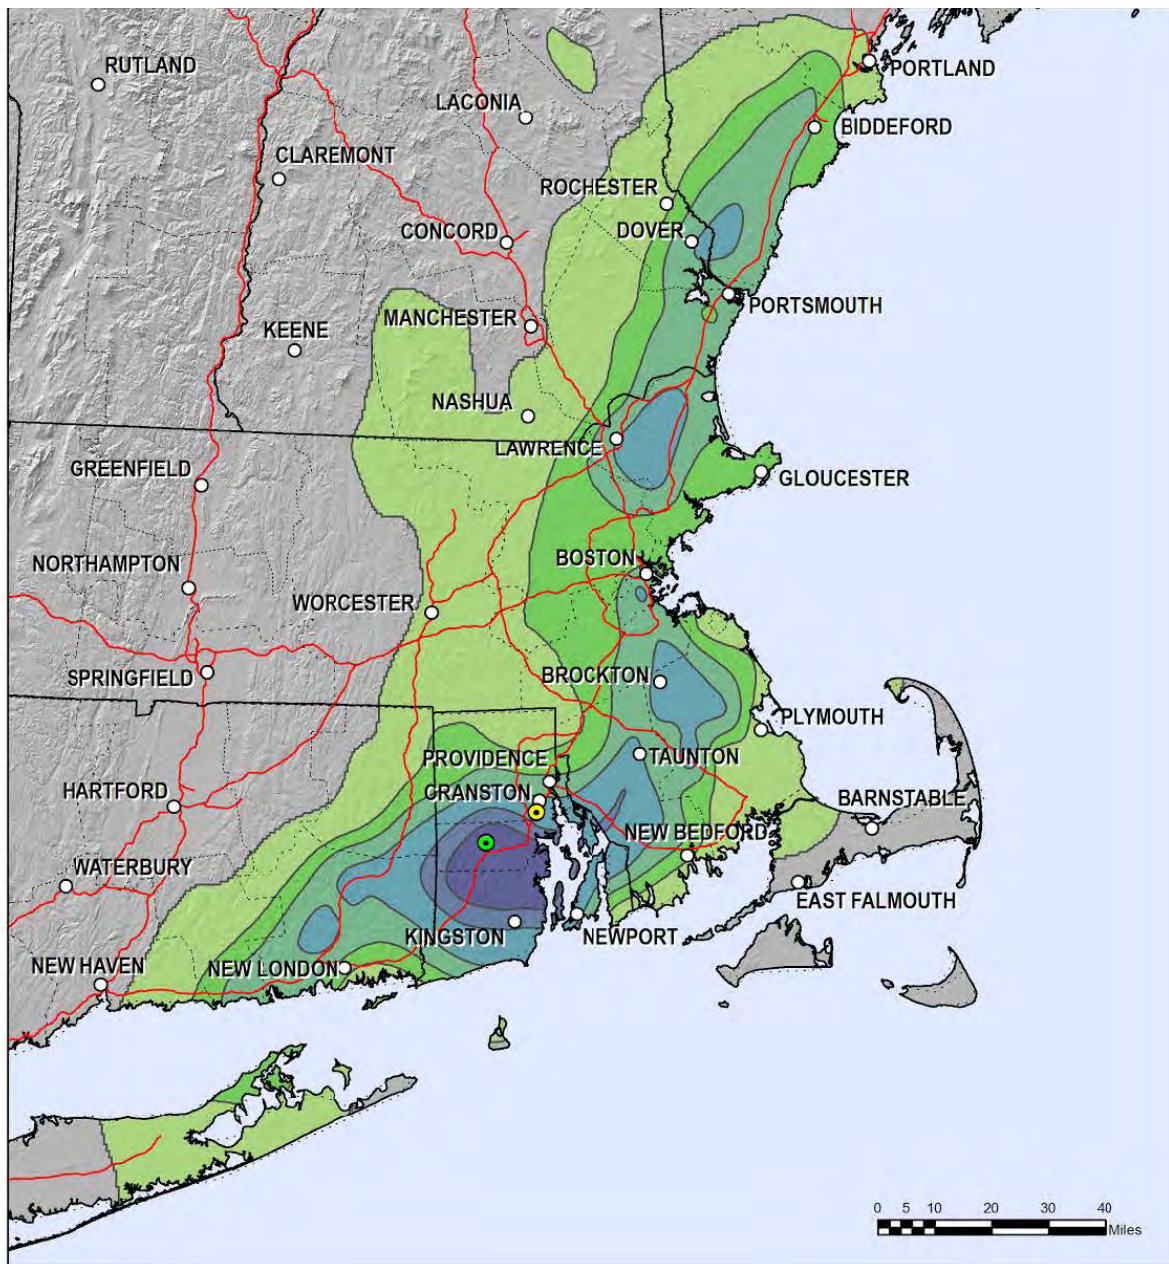 RUTLAND
PORTLAND
LACONIA
BIDDEFORD
CLAREMONT
ROCHESTER
DOVER
CONCORD
PORTSMOUTH
MANCHESTER
KEENE
NASHUA
LAWRENCE
GREENFIELD
GLOUCESTER
BOSTON
NORTHAMPTON
WORCESTER
SPRINGFIELD
BROCKTON
PLYMOUTH
TAUNTON
PROVIDENCE
HARTFORD
CRANSTON
BARNSTABLE
NEW BEDFORD
WATERBURY
EAST FALMOUTH
KINGSTON
NEWPORT
NEW HAVEN
NEW LONDON
0 5 10 20 30 40
Miles